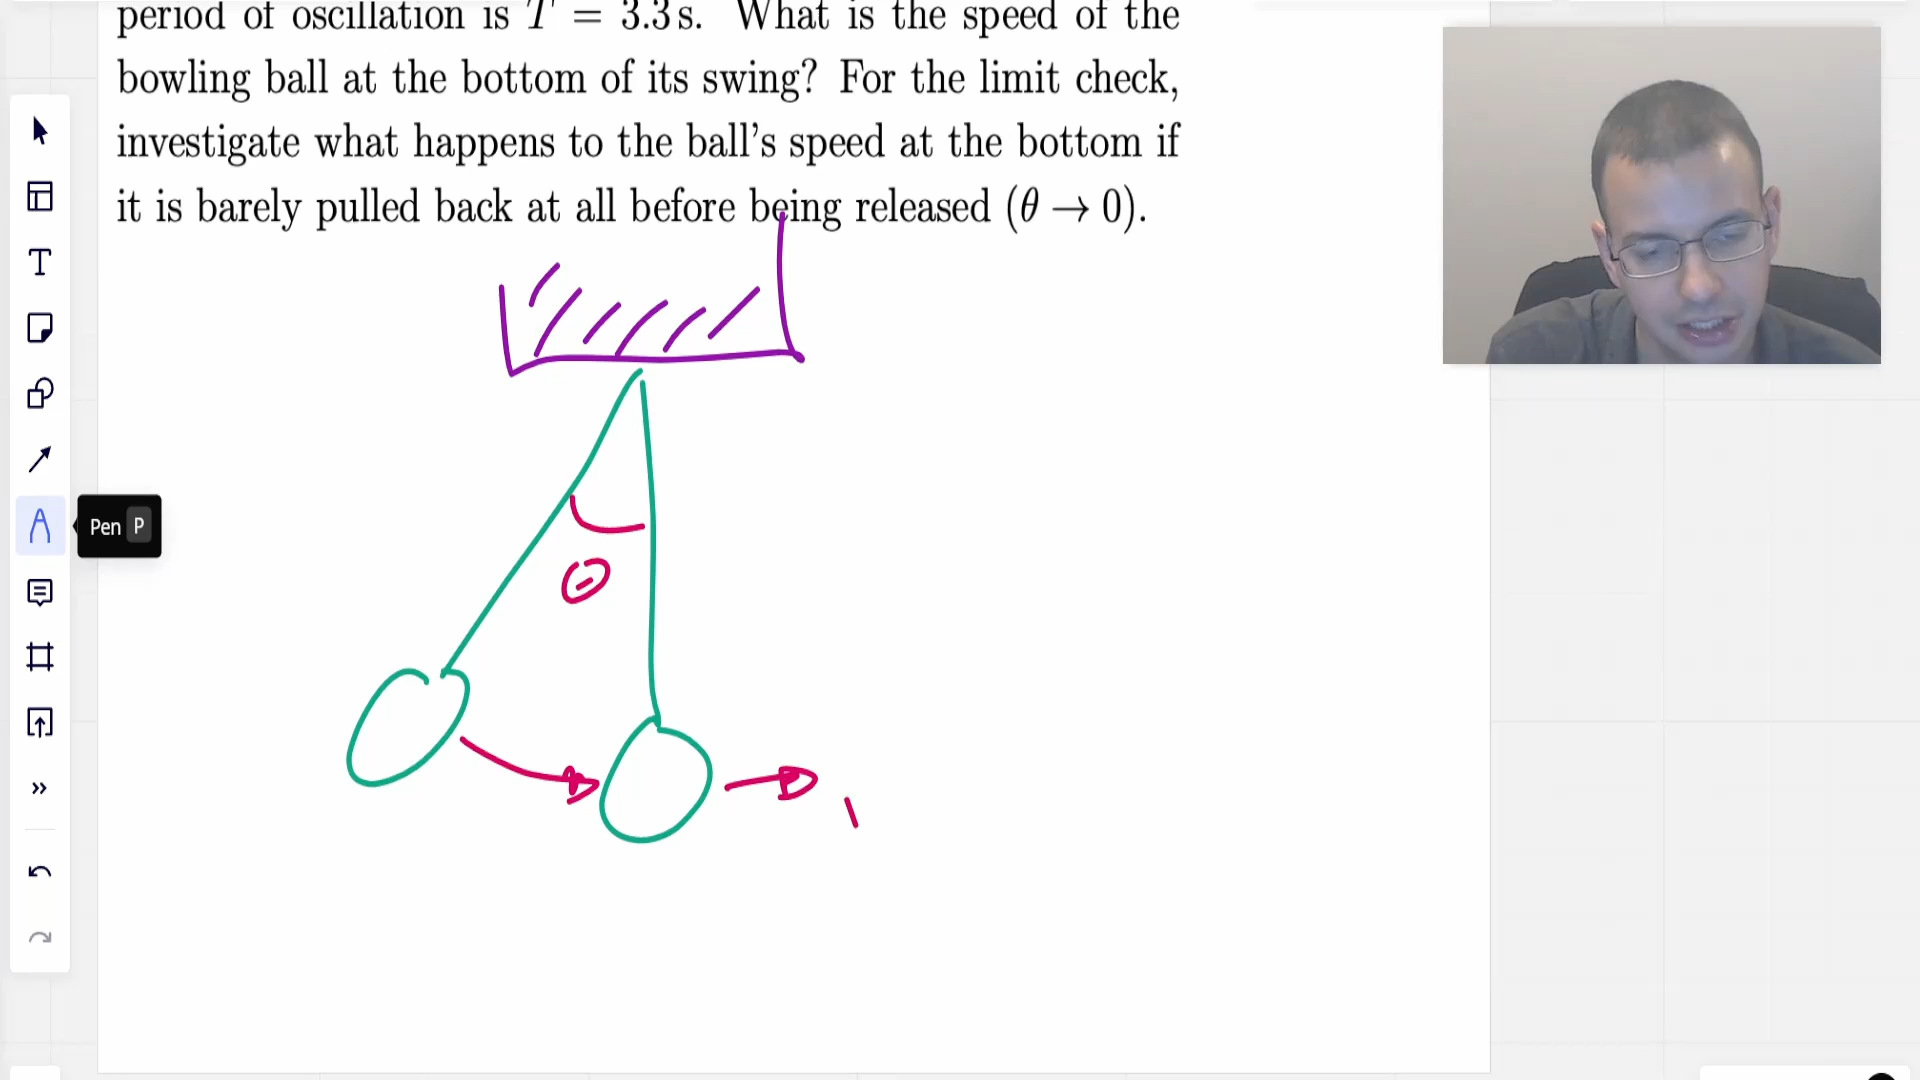 period of oscillation is T = 3.3 s. What is the speed of the
bowling ball at the bottom of its swing? For the limit check,
investigate what happens to the ball's speed at the bottom if
it is barely pulled back at all before being released (θ → 0).
T
Pen P
θ